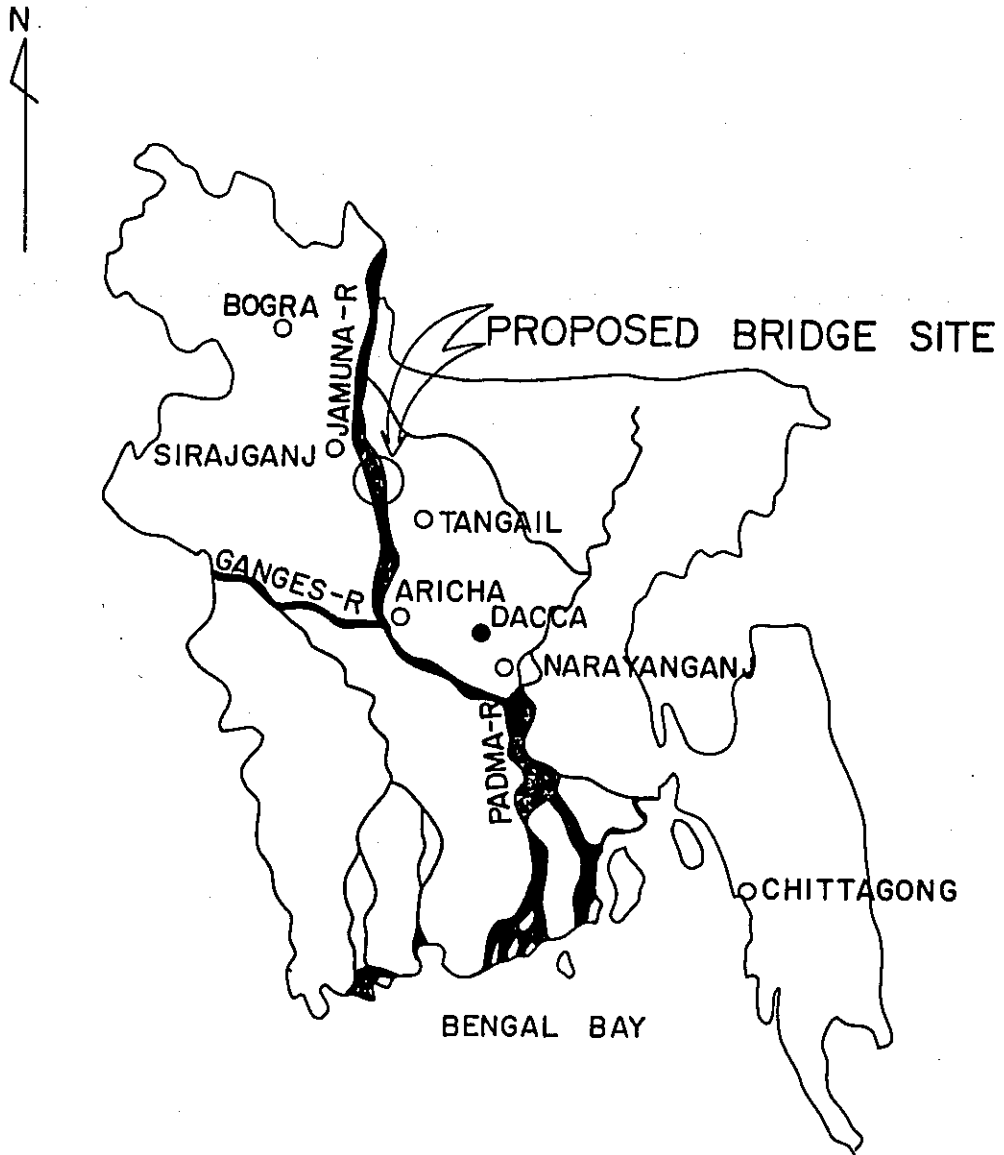 N
BOGRA
JAMUNA-R
PROPOSED BRIDGE SITE
SIRAJGANJ
TANGAIL
GANGES-R
ARICHA
DACCA
NARAYANGANJ
PADMA-R
CHITTAGONG
BENGAL BAY